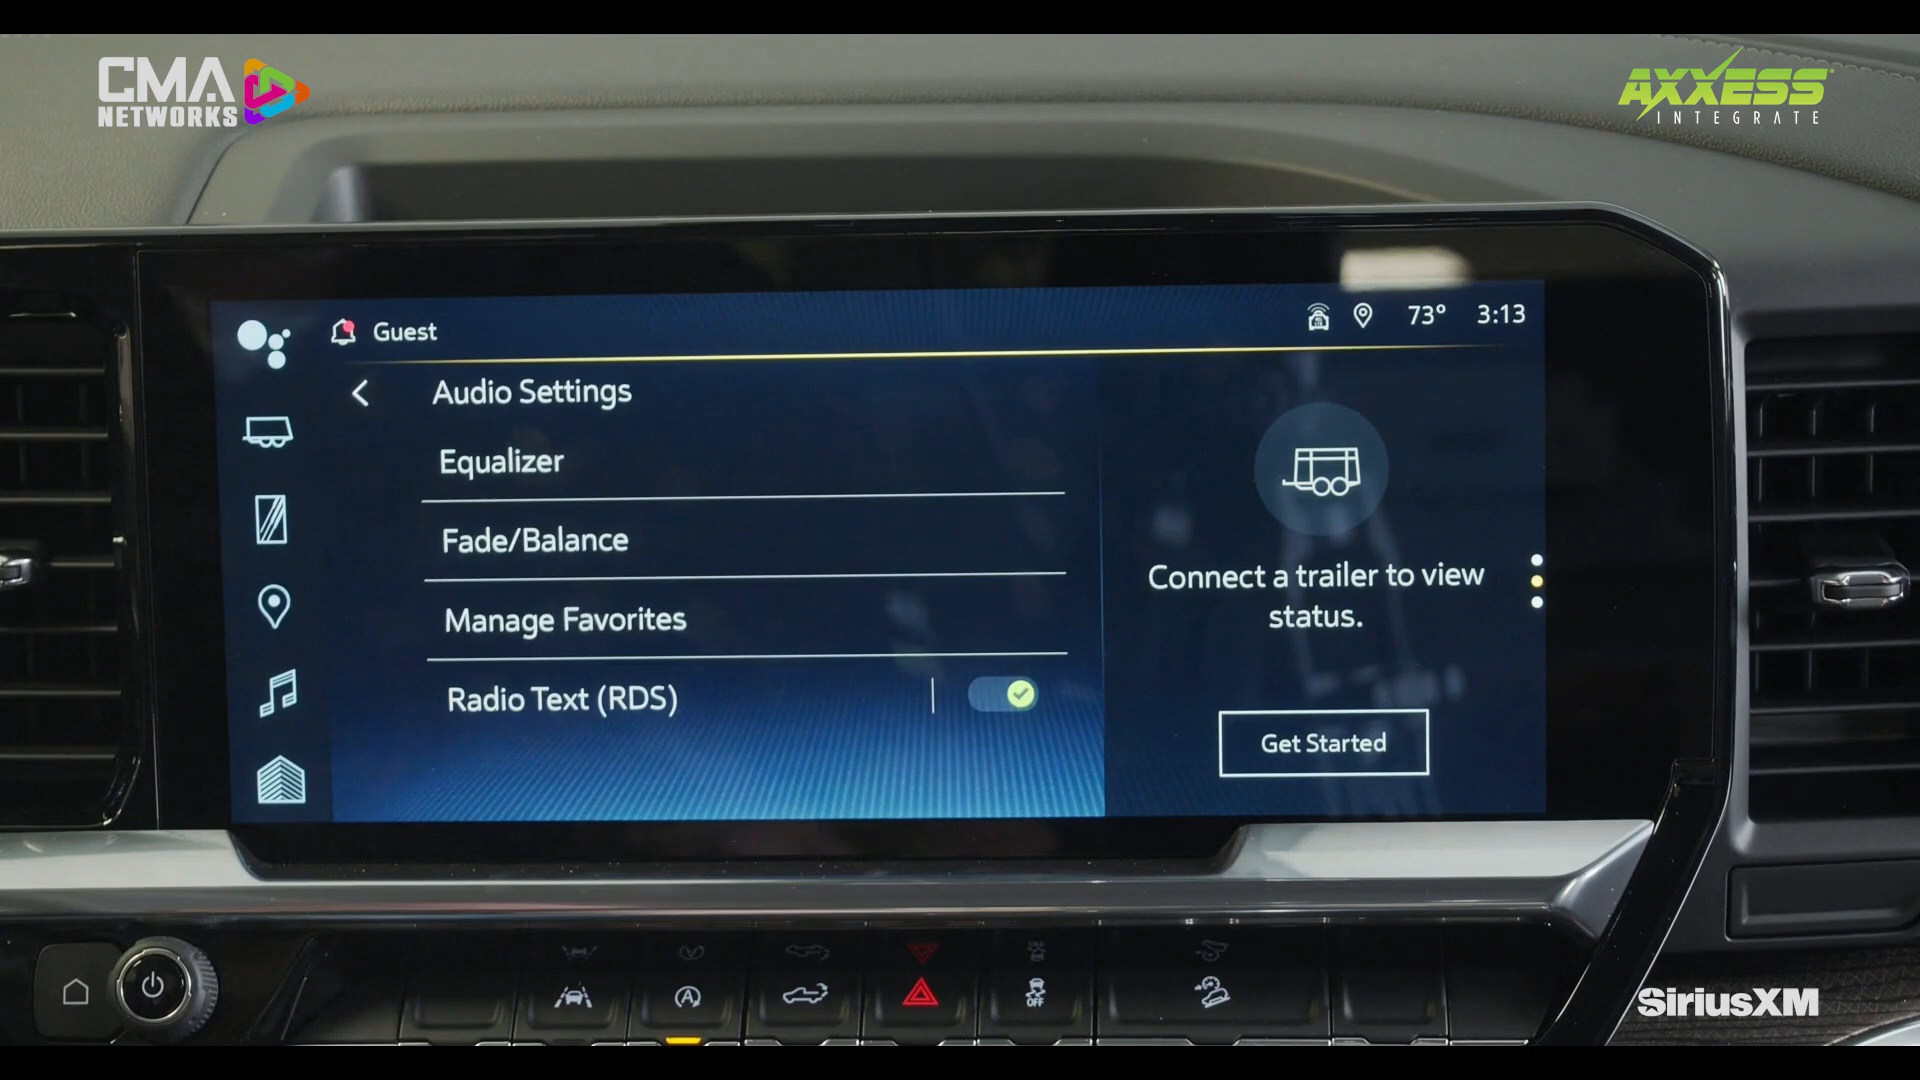 CMA
NETWORKS
AXXESS
INTEGRATE
Guest
73° 3:13
Audio Settings
Equalizer
Fade/Balance
Manage Favorites
Radio Text (RDS)
Connect a trailer to view
status.
Get Started
A
OFF
SiriusXM